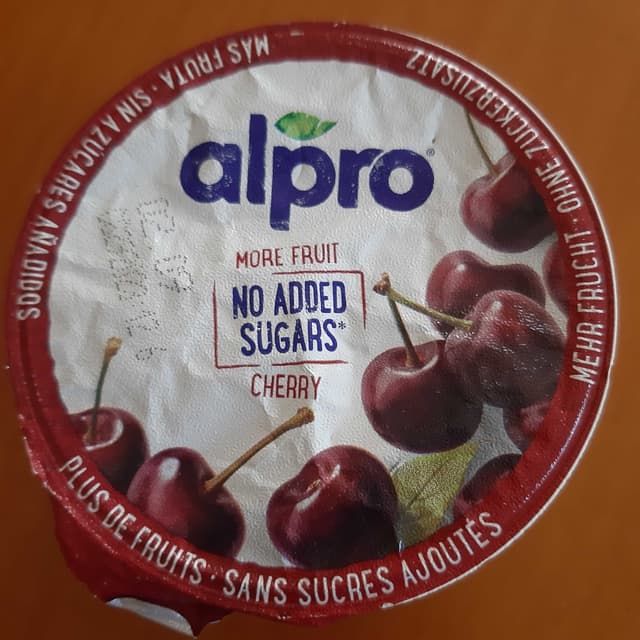 alpro®
MORE FRUIT
NO ADDED
SUGARS*
CHERRY
MÁS FRUTA · SIN AZÚCARES AÑADIDOS
MEHR FRUCHT OHNE ZUCKERZUSATZ
PLUS DE FRUITS · SANS SUCRES AJOUTÉS